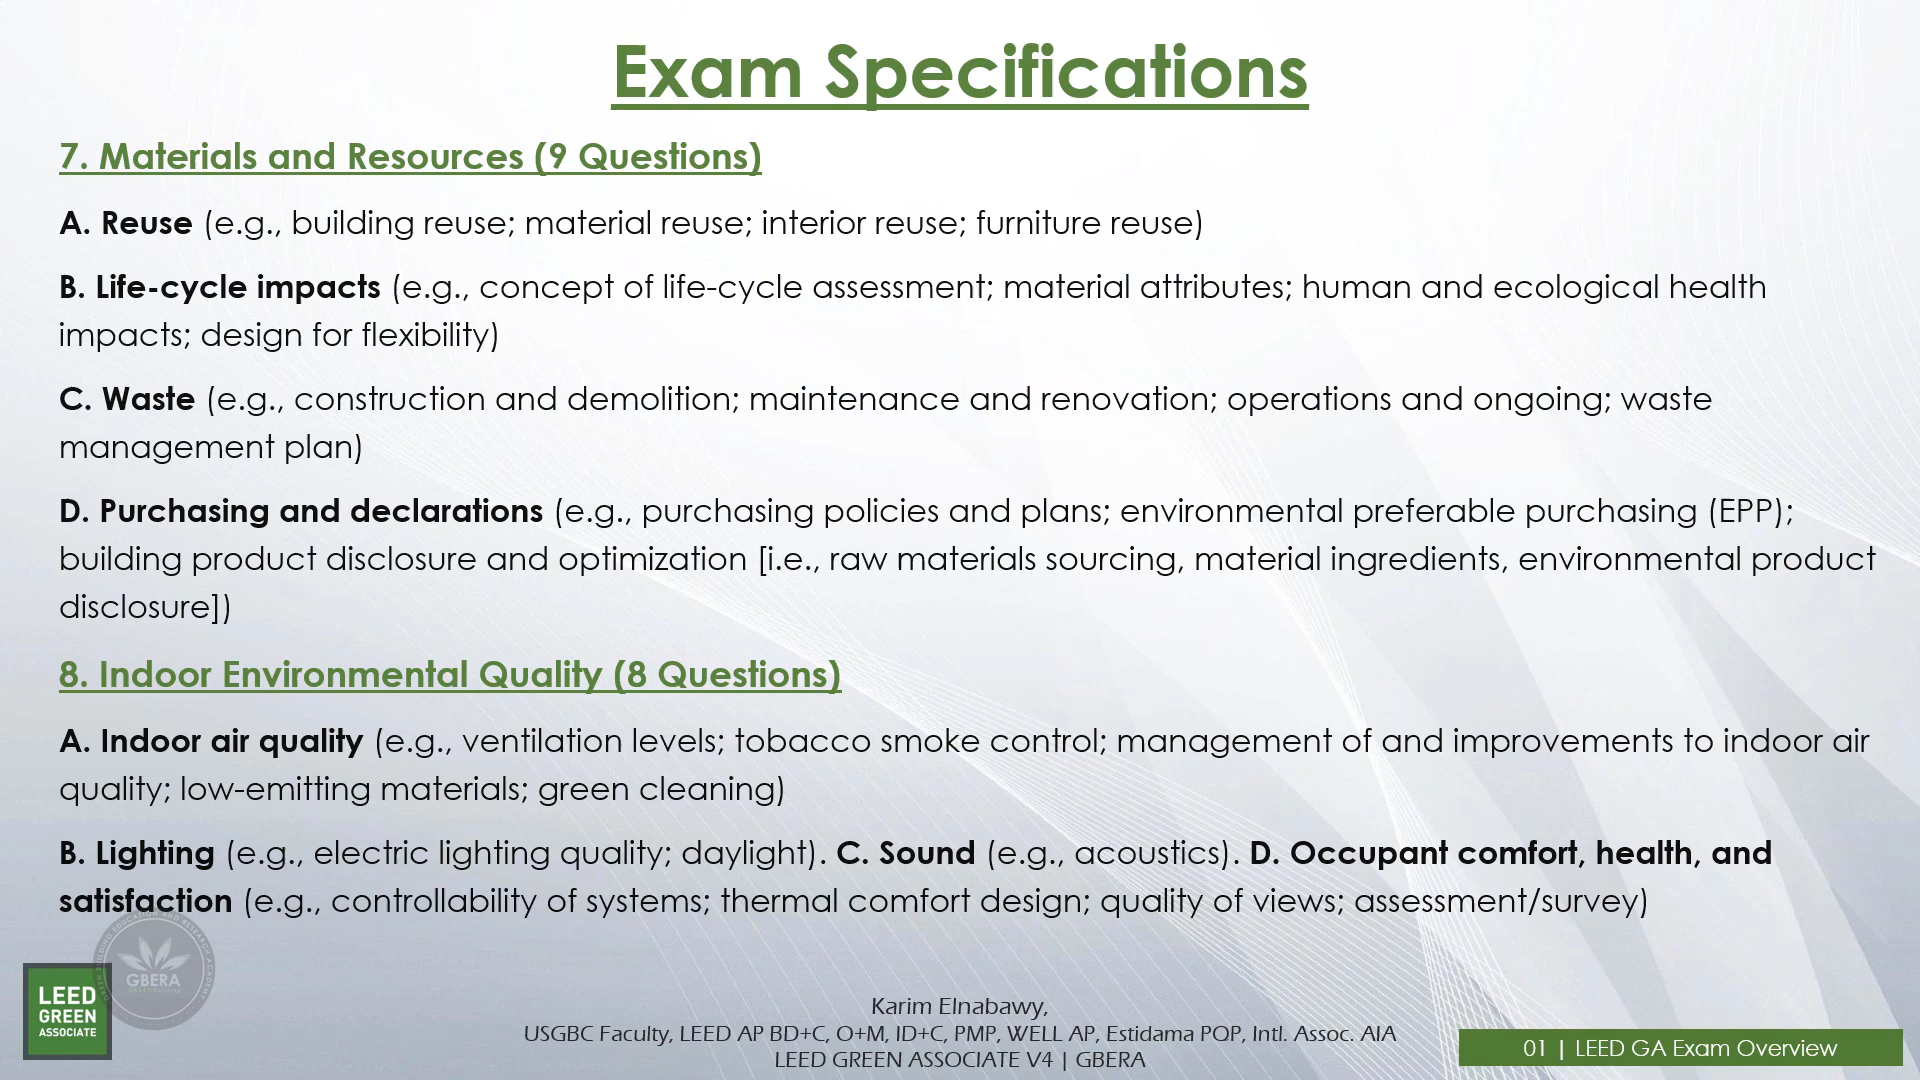 Exam Specifications
7. Materials and Resources (9 Questions)
A. Reuse (e.g., building reuse; material reuse; interior reuse; furniture reuse)
B. Life-cycle impacts (e.g., concept of life-cycle assessment; material attributes; human and ecological health
impacts; design for flexibility)
C. Waste (e.g., construction and demolition; maintenance and renovation; operations and ongoing; waste
management plan)
D. Purchasing and declarations (e.g., purchasing policies and plans; environmental preferable purchasing (EPP);
building product disclosure and optimization [i.e., raw materials sourcing, material ingredients, environmental product
disclosure])
8. Indoor Environmental Quality (8 Questions)
A. Indoor air quality (e.g., ventilation levels; tobacco smoke control; management of and improvements to indoor air
quality; low-emitting materials; green cleaning)
B. Lighting (e.g., electric lighting quality; daylight). C. Sound (e.g., acoustics). D. Occupant comfort, health, and
satisfaction (e.g., controllability of systems; thermal comfort design; quality of views; assessment/survey)
GBERA
LEED
GREEN
ASSOCIATE
Karim Elnabawy,
USGBC Faculty, LEED AP BD+C, O+M, ID+C, PMP, WELL AP, Estidama PQP, Intl. Assoc. AIA
LEED GREEN ASSOCIATE V4 | GBERA
01 | LEED GA Exam Overview